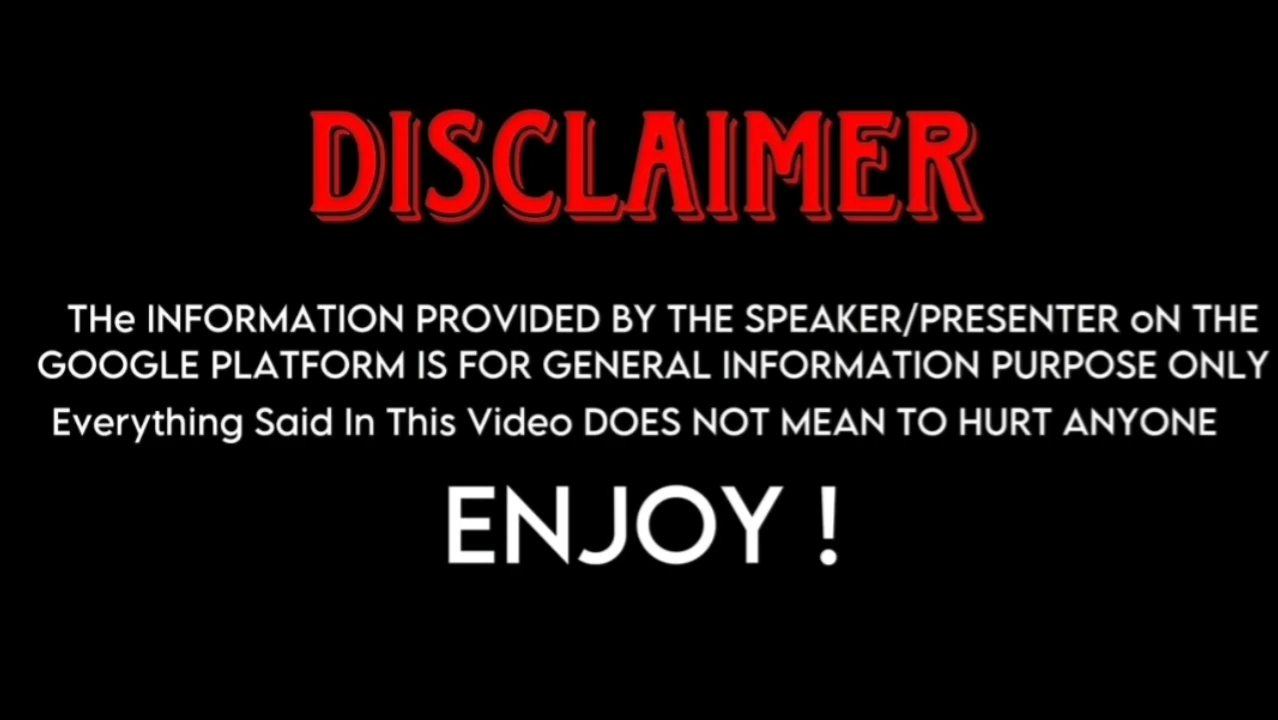 DISCLAIMER
THe INFORMATION PROVIDED BY THE SPEAKER/PRESENTER oN THE
GOOGLE PLATFORM IS FOR GENERAL INFORMATION PURPOSE ONLY
Everything Said In This Video DOES NOT MEAN TO HURT ANYONE
ENJOY !